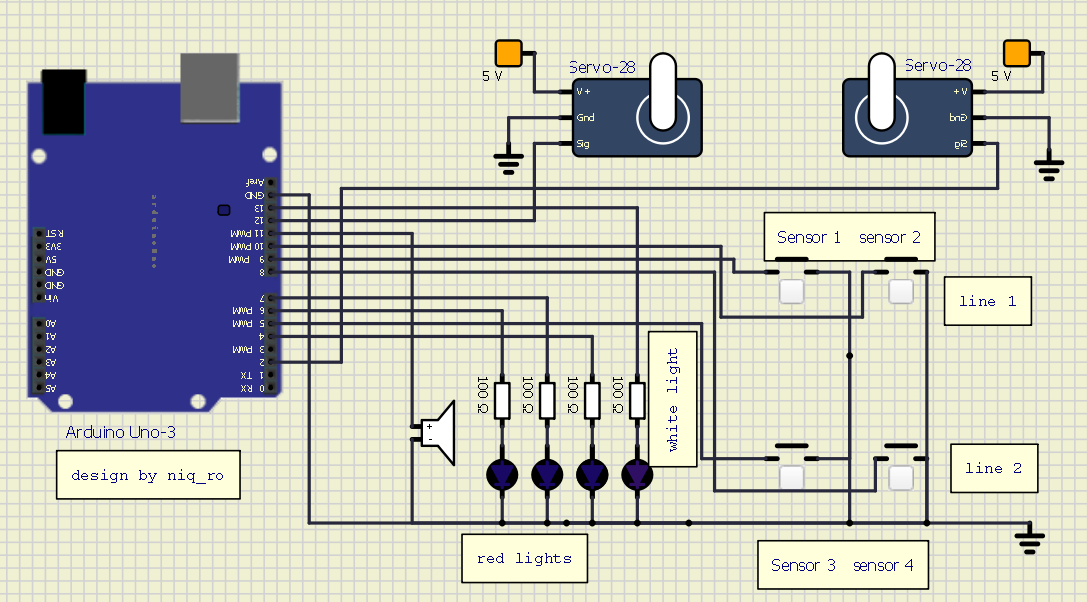 5 V
Servo-28
V+
Gnd
Sig
Servo-28
5 V
V+
Gnd
Sig
arduino
Aref
GND
13
12
11 PWM
10 PWM
9 PWM
8
7
6 PWM
5 PWM
4
3 PWM
2
1 TX
0 RX
RST
3V3
5V
GND
GND
Vin
A0
A1
A2
A3
A4
A5
Sensor 1 sensor 2
line 1
white light
100 Ω
100 Ω
100 Ω
100 Ω
+
-
Arduino Uno-3
design by niq_ro
line 2
red lights
Sensor 3 sensor 4